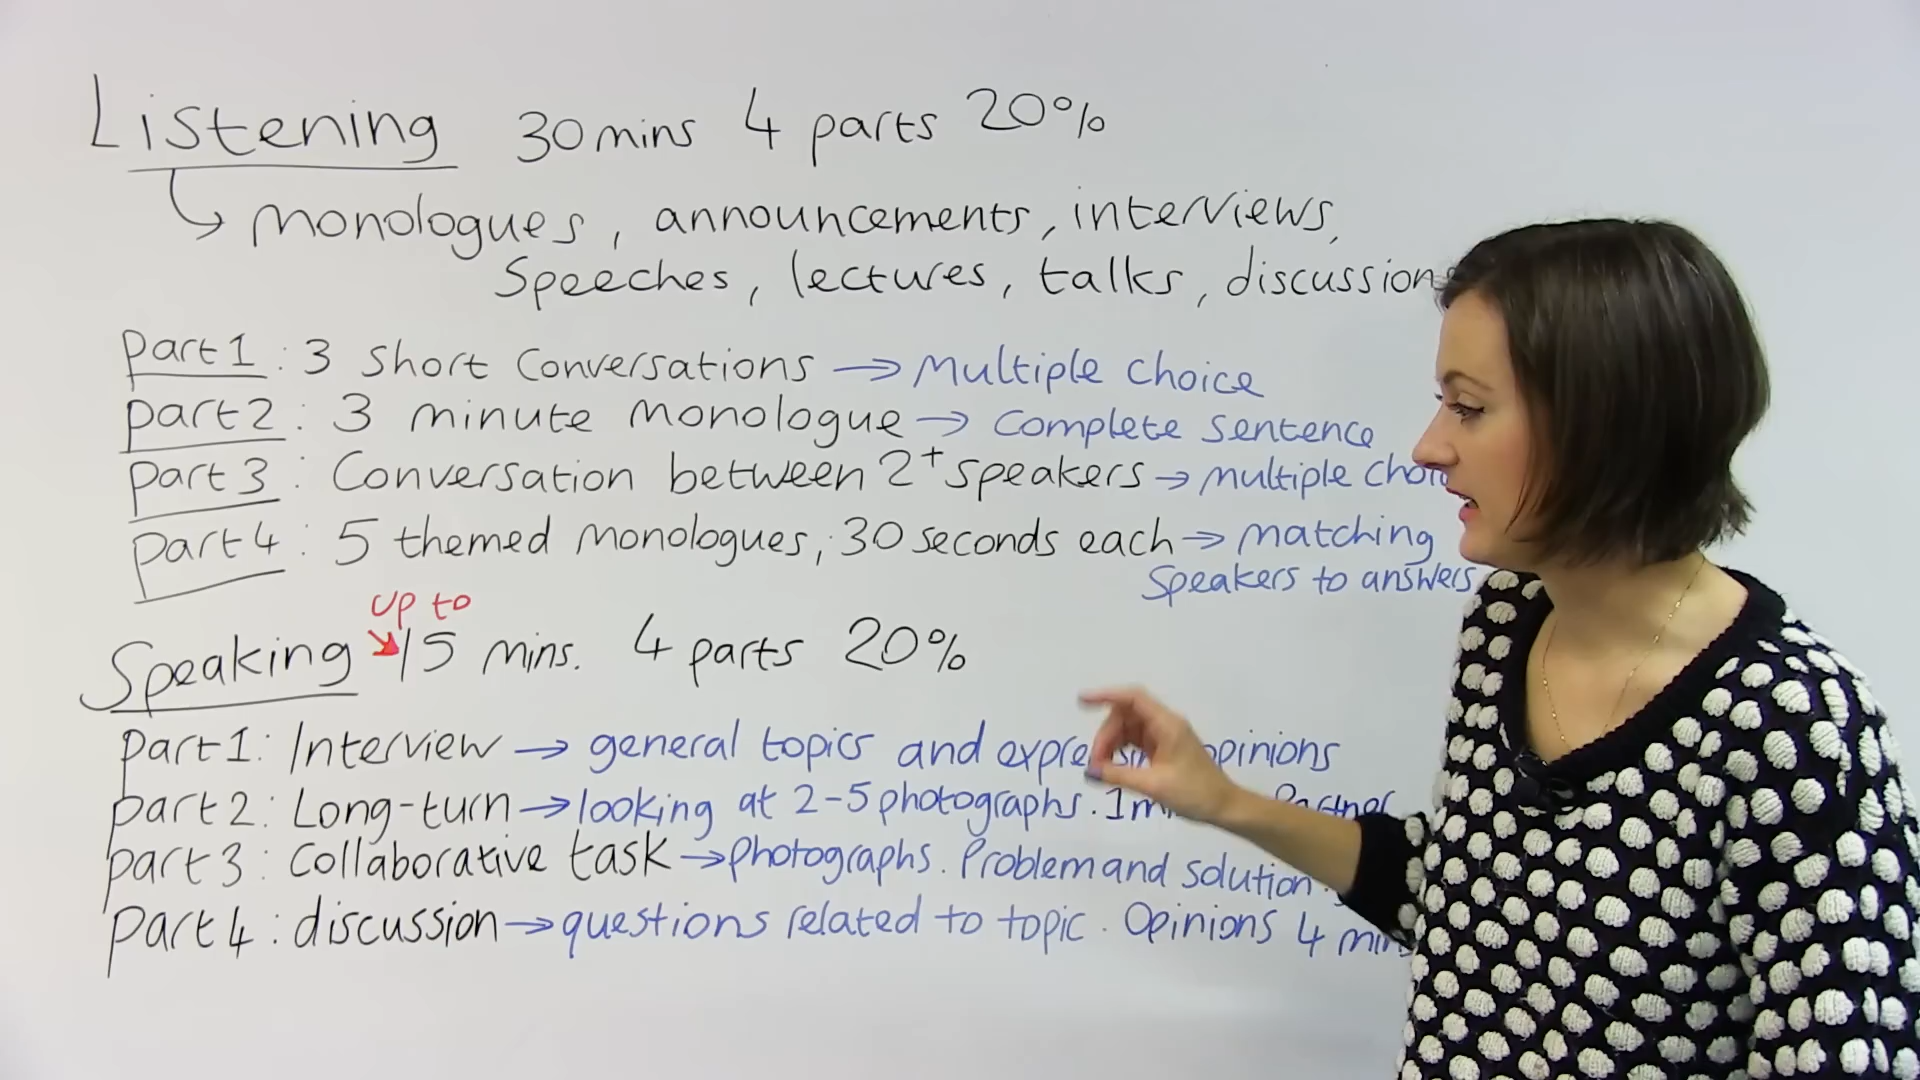 Listening 30 mins 4 parts 20%
monologues, announcements, interviews,
Speeches, lectures, talks, discussions
Part 1: 3 short conversations → Multiple choice
Part 2: 3 minute monologue → complete sentence
Part 3: Conversation between 2+ speakers → multiple
Part 4: 5 themed monologues, 30 seconds each → matching
Speakers to answers
up to
Speaking 15 mins. 4 parts 20%
Part 1: Interview → general topics and opinions
Part 2: Long-turn → looking at 2-5 photographs. 1
Part 3: Collaborative task → photographs. Problem and solution.
Part 4: discussion → questions related to topic. Opinions 4